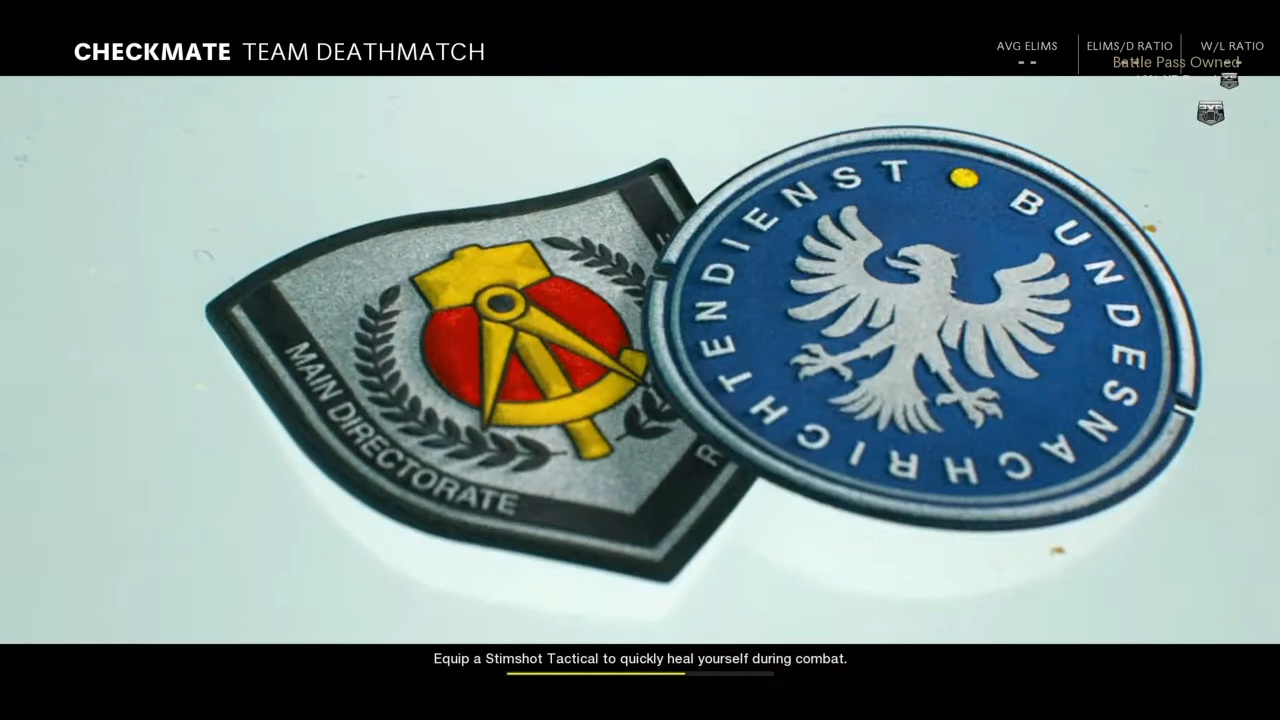 CHECKMATE TEAM DEATHMATCH
AVG ELIMS ELIMS/D RATIO W/L RATIO
-- -- --
Battle Pass Owned
BUNDESNACHRICHTENDIENST
MAIN DIRECTORATE
R
Equip a Stimshot Tactical to quickly heal yourself during combat.